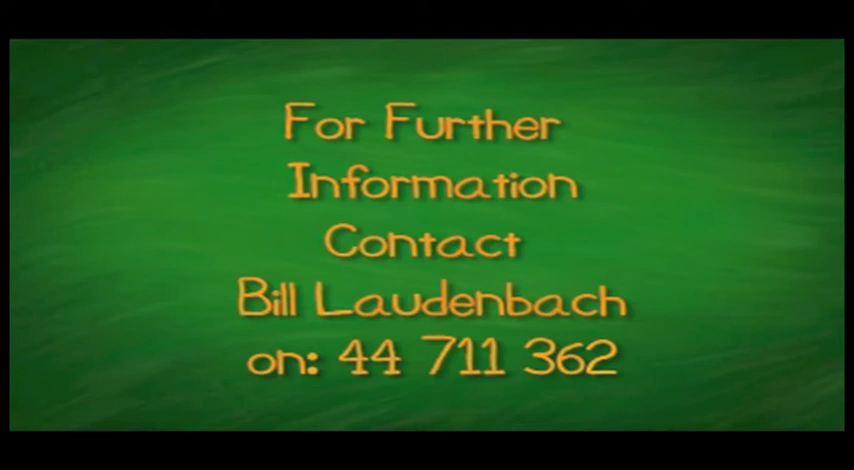 For Further
Information
Contact
Bill Laudenbach
on: 44 711 362